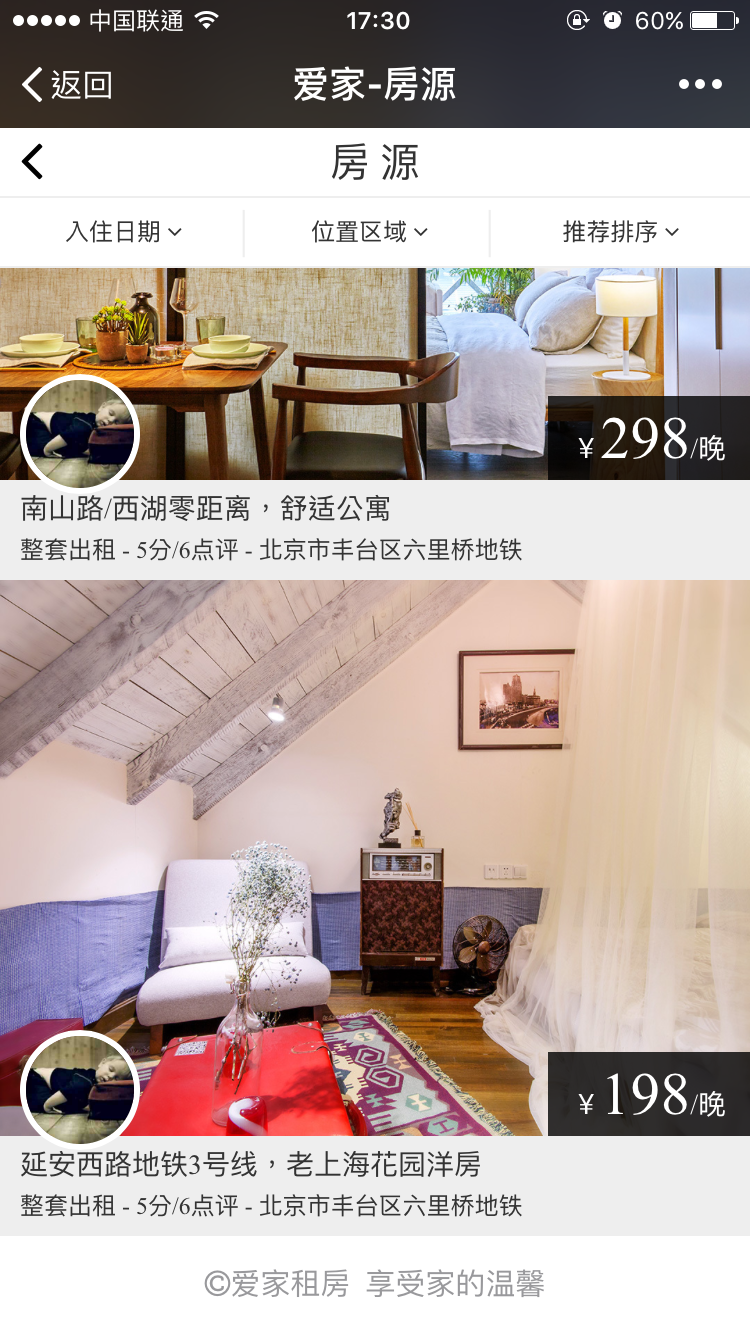 中国联通 17:30 60%
返回 爱家-房源
房源
入住日期 位置区域 推荐排序
¥298/晚
南山路/西湖零距离，舒适公寓
整套出租 - 5分/6点评 - 北京市丰台区六里桥地铁
¥198/晚
延安西路地铁3号线，老上海花园洋房
整套出租 - 5分/6点评 - 北京市丰台区六里桥地铁
©爱家租房 享受家的温馨